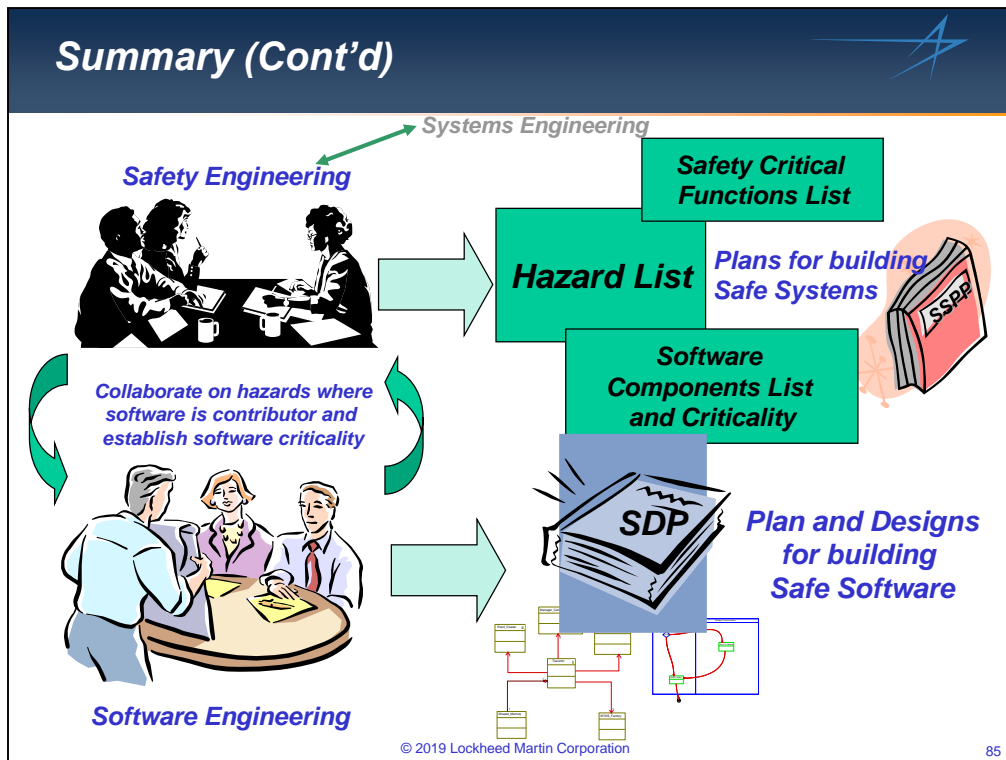 Summary (Cont’d)
Systems Engineering
Safety Engineering
Safety Critical
Functions List
Hazard List
Plans for building
Safe Systems
SSPP
Software
Components List
and Criticality
Collaborate on hazards where
software is contributor and
establish software criticality
SDP
Plan and Designs
for building
Safe Software
Software Engineering
© 2019 Lockheed Martin Corporation
85